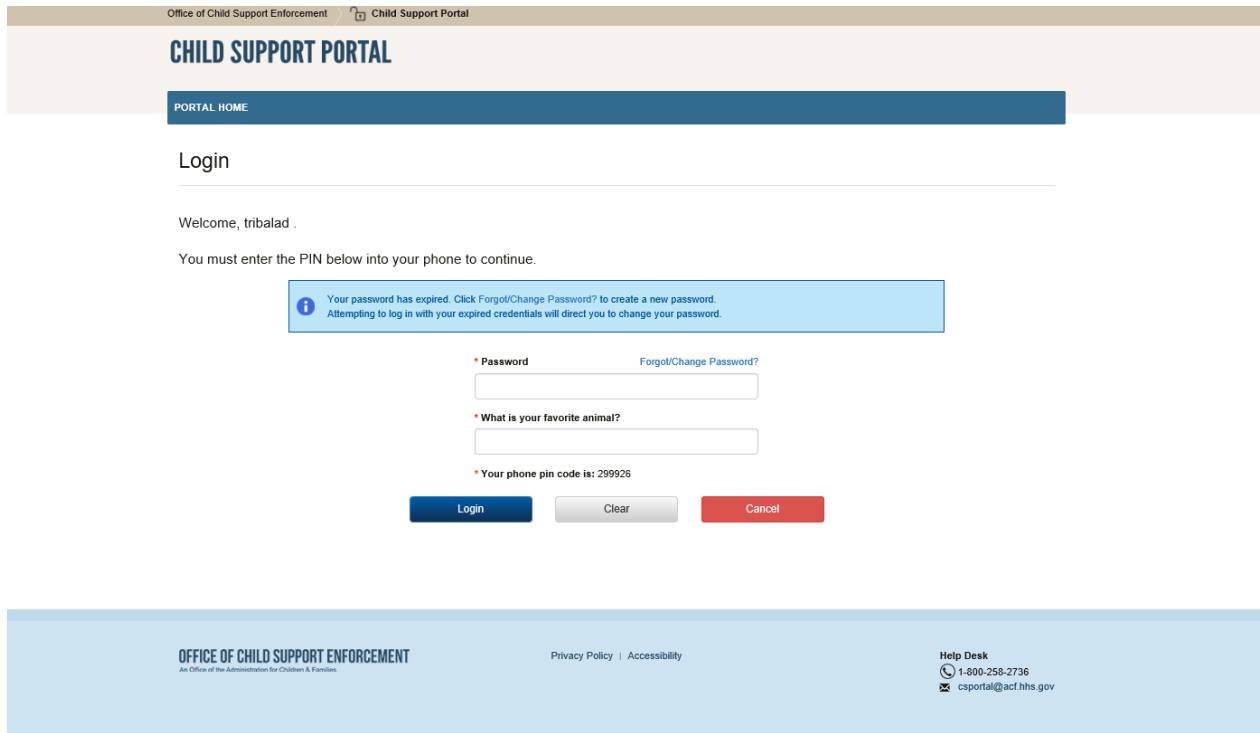 Office of Child Support Enforcement Child Support Portal
CHILD SUPPORT PORTAL
PORTAL HOME
Login
Welcome, tribalad .
You must enter the PIN below into your phone to continue.
Your password has expired. Click Forgot/Change Password? to create a new password.
Attempting to log in with your expired credentials will direct you to change your password.
* Password Forgot/Change Password?
* What is your favorite animal?
* Your phone pin code is: 299926
Login Clear Cancel
OFFICE OF CHILD SUPPORT ENFORCEMENT
An Office of the Administration for Children & Families
Privacy Policy | Accessibility
Help Desk
1-800-258-2736
csportal@acf.hhs.gov